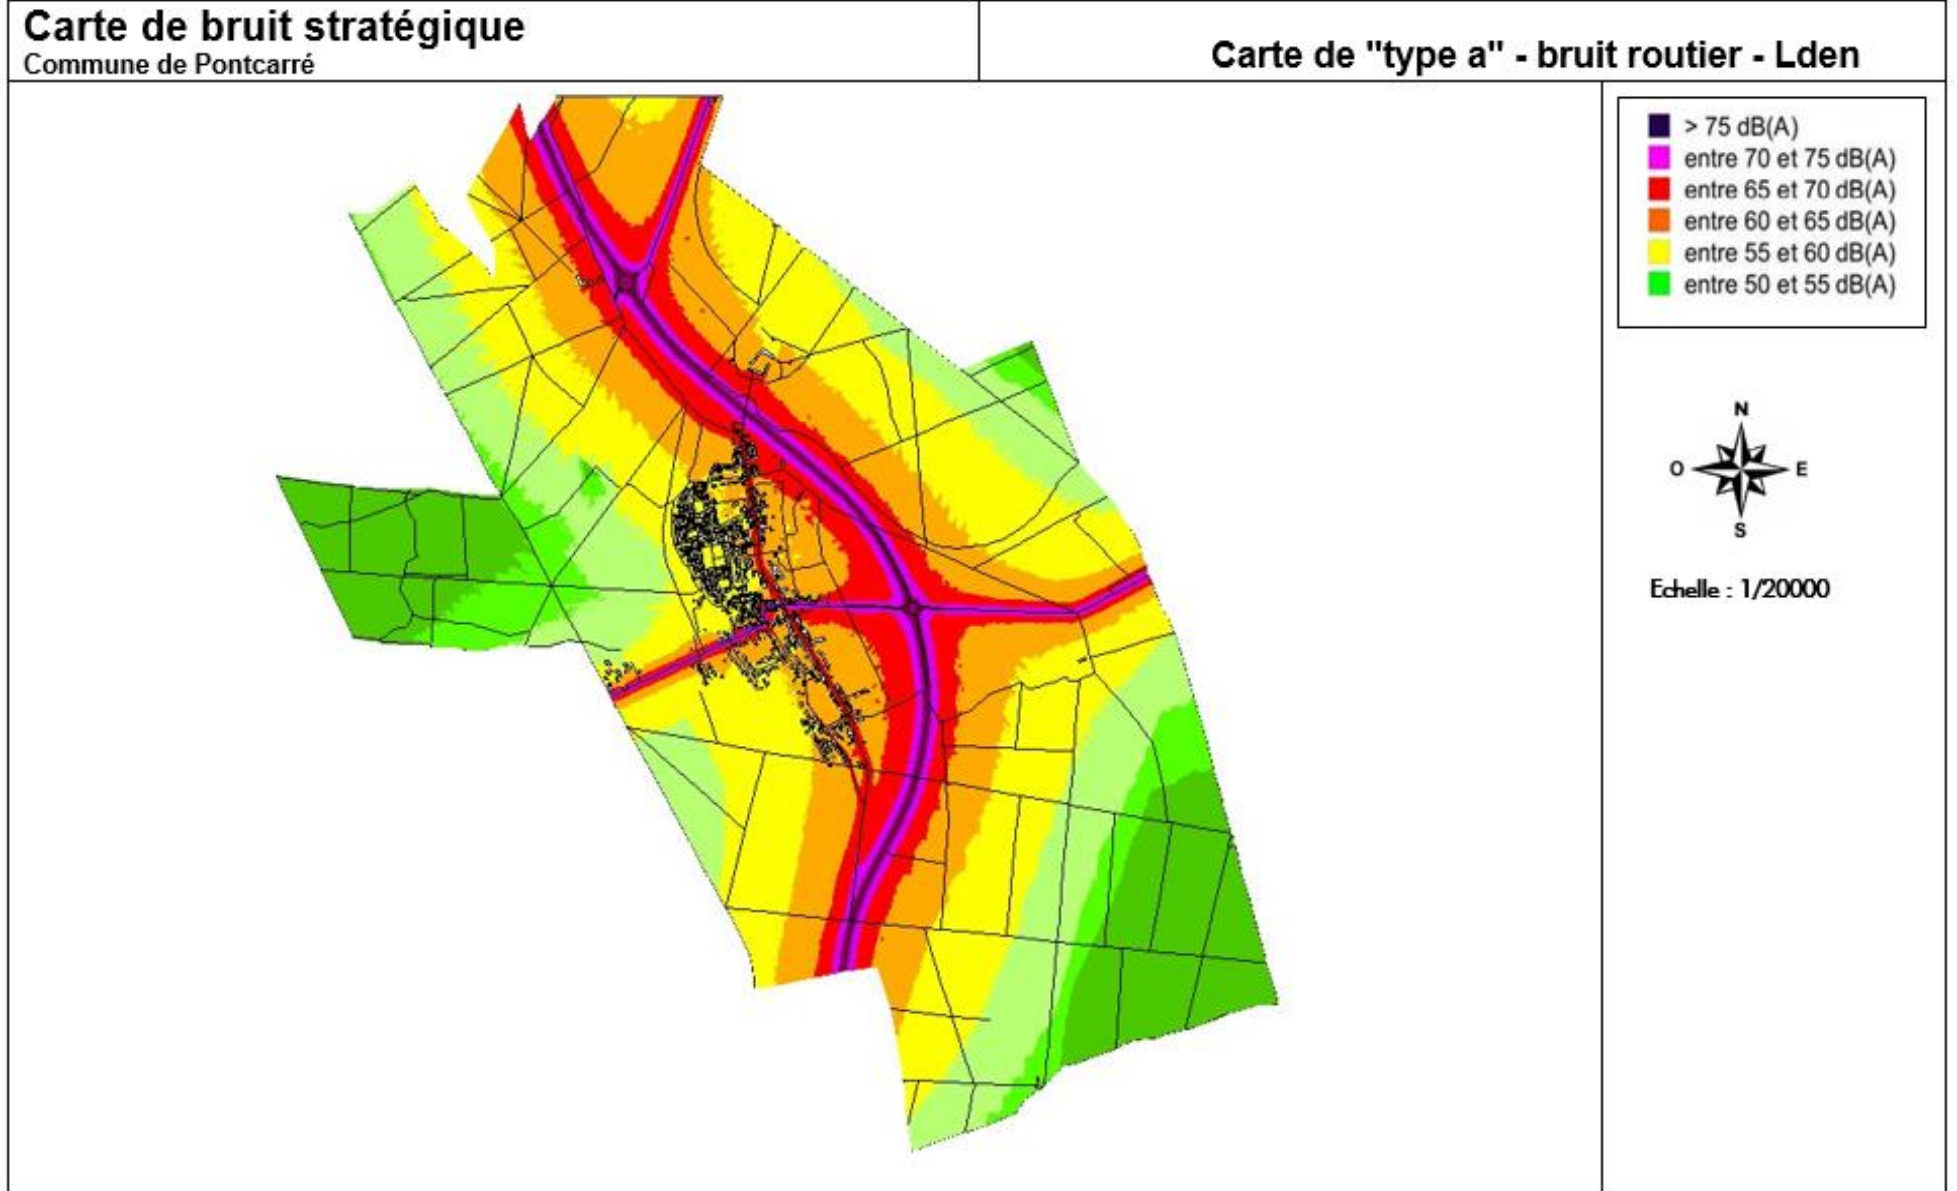 Carte de bruit stratégique
Commune de Pontcarré
Carte de "type a" - bruit routier - Lden
> 75 dB(A)
entre 70 et 75 dB(A)
entre 65 et 70 dB(A)
entre 60 et 65 dB(A)
entre 55 et 60 dB(A)
entre 50 et 55 dB(A)
N
O E
S
Echelle : 1/20000